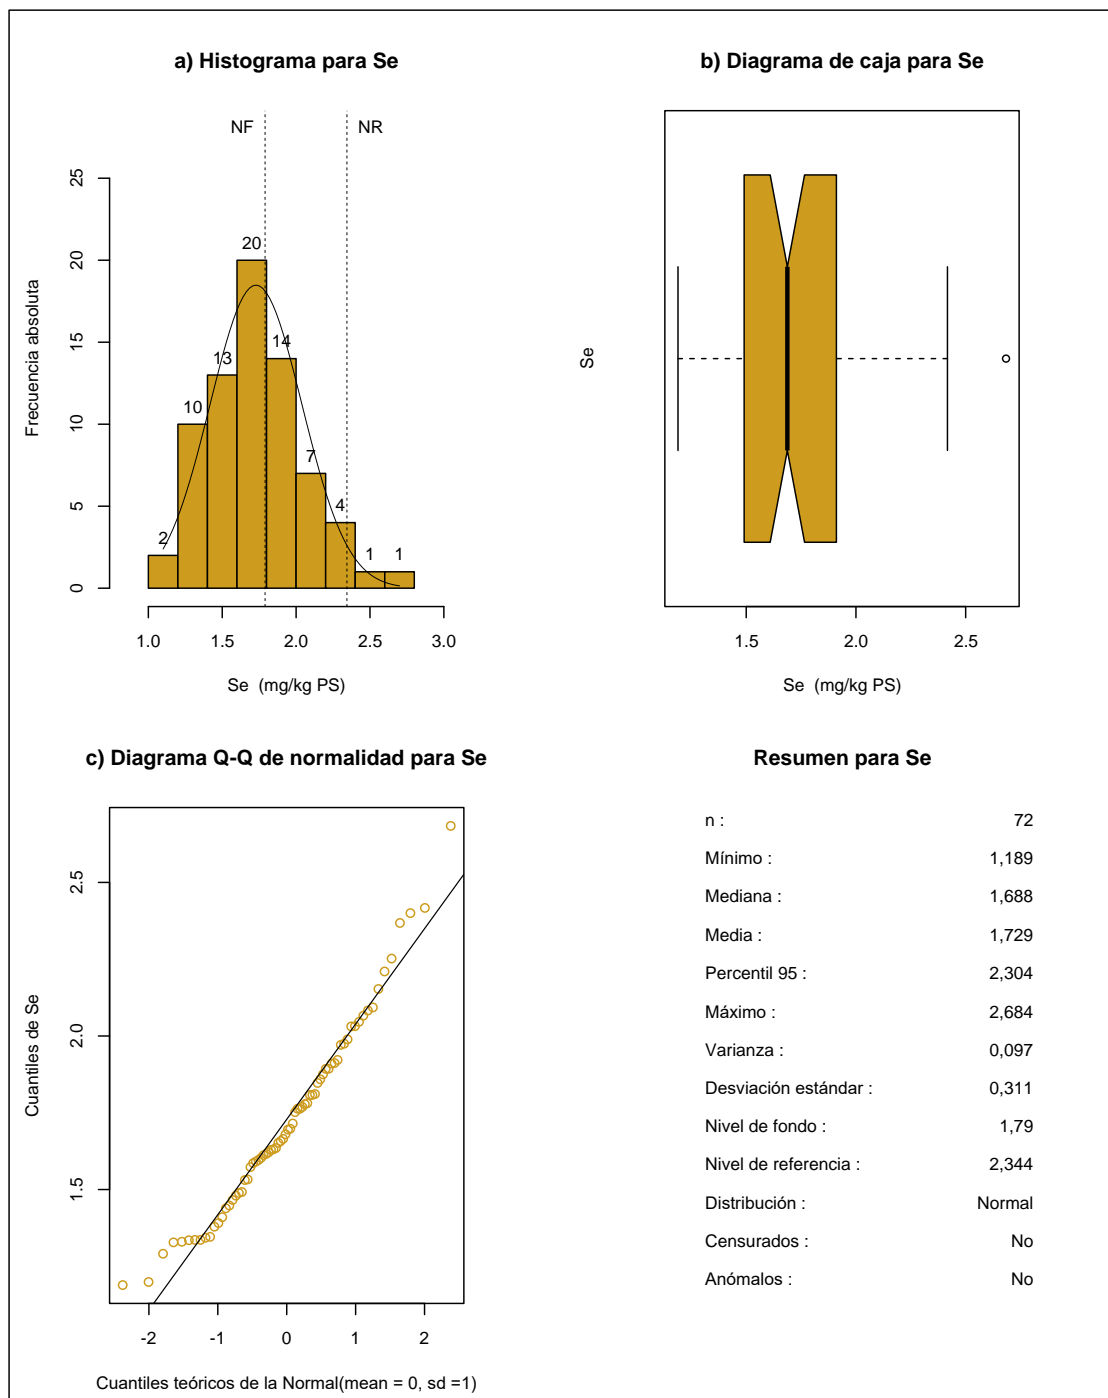 a) Histograma para Se
NF
NR
Frecuencia absoluta
25
20
15
10
5
0
2
10
13
20
14
7
4
1
1
1.0
1.5
2.0
2.5
3.0
Se (mg/kg PS)
b) Diagrama de caja para Se
Se
1.5
2.0
2.5
Se (mg/kg PS)
c) Diagrama Q-Q de normalidad para Se
Cuantiles de Se
2.5
2.0
1.5
-2
-1
0
1
2
Cuantiles teóricos de la Normal(mean = 0, sd =1)
Resumen para Se
n : 72
Mínimo : 1,189
Mediana : 1,688
Media : 1,729
Percentil 95 : 2,304
Máximo : 2,684
Varianza : 0,097
Desviación estándar : 0,311
Nivel de fondo : 1,79
Nivel de referencia : 2,344
Distribución : Normal
Censurados : No
Anómalos : No